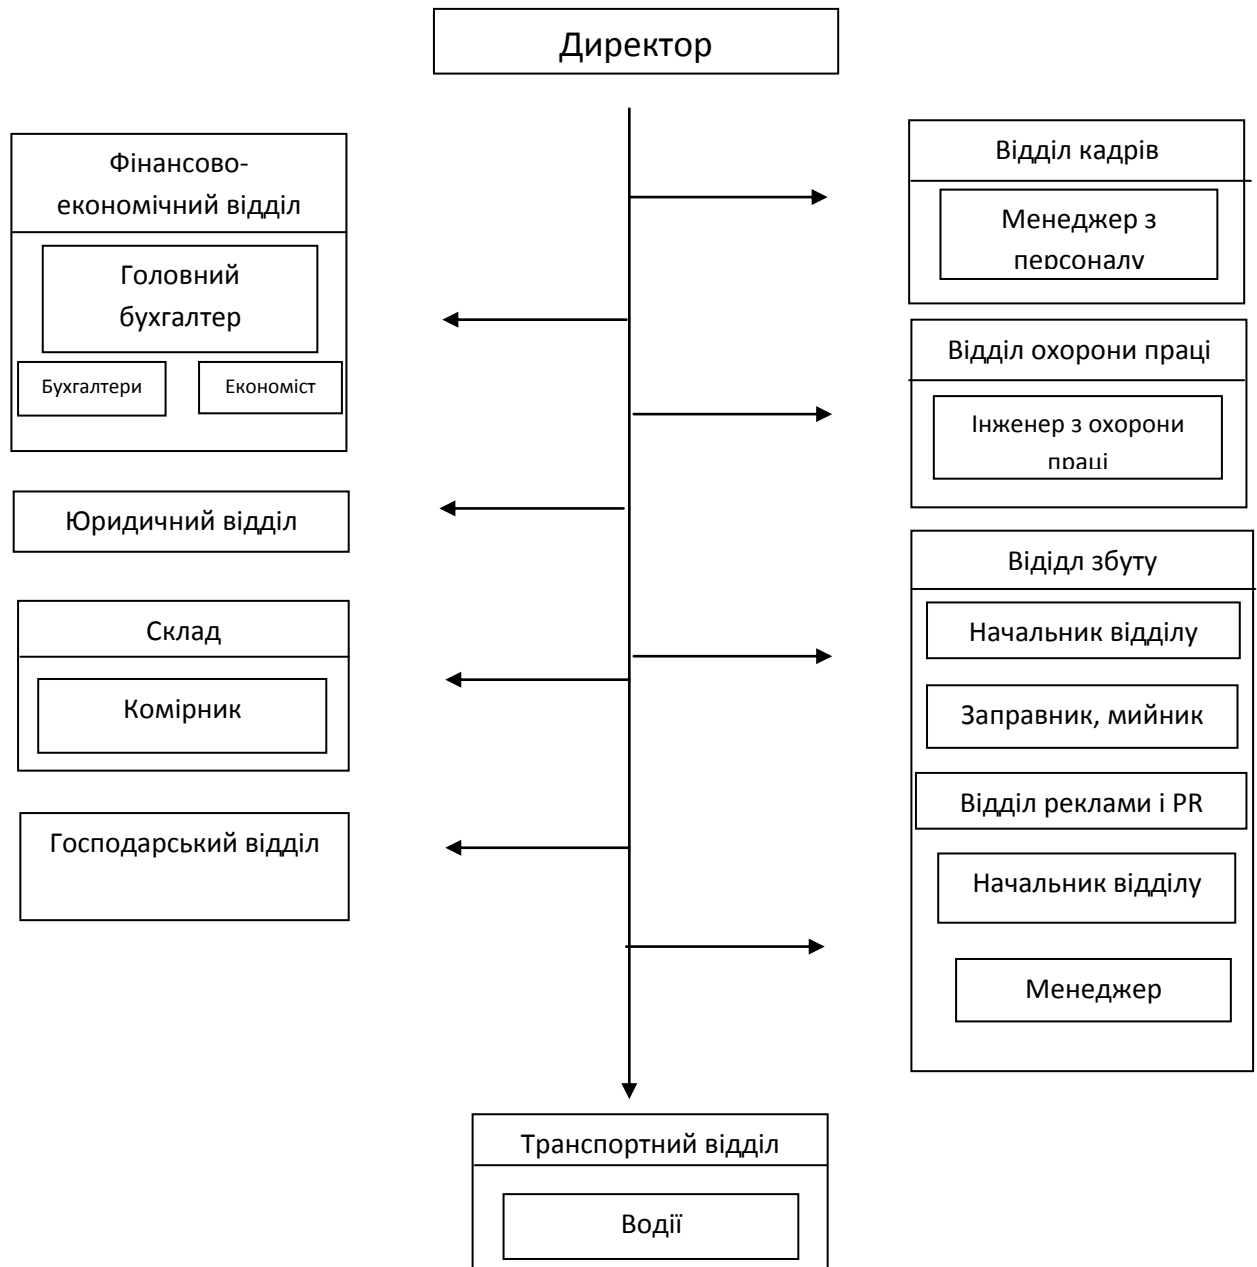 Директор
Фінансово-
економічний відділ
Головний
бухгалтер
Бухгалтери
Економіст
Юридичний відділ
Склад
Комірник
Господарський відділ
Відділ кадрів
Менеджер з
персоналу
Відділ охорони праці
Інженер з охорони
праці
Відідл збуту
Начальник відділу
Заправник, мийник
Відділ реклами і PR
Начальник відділу
Менеджер
Транспортний відділ
Водії